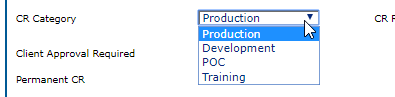 CR Category Production CR
Production
Client Approval Required Development
POC
Permanent CR Training